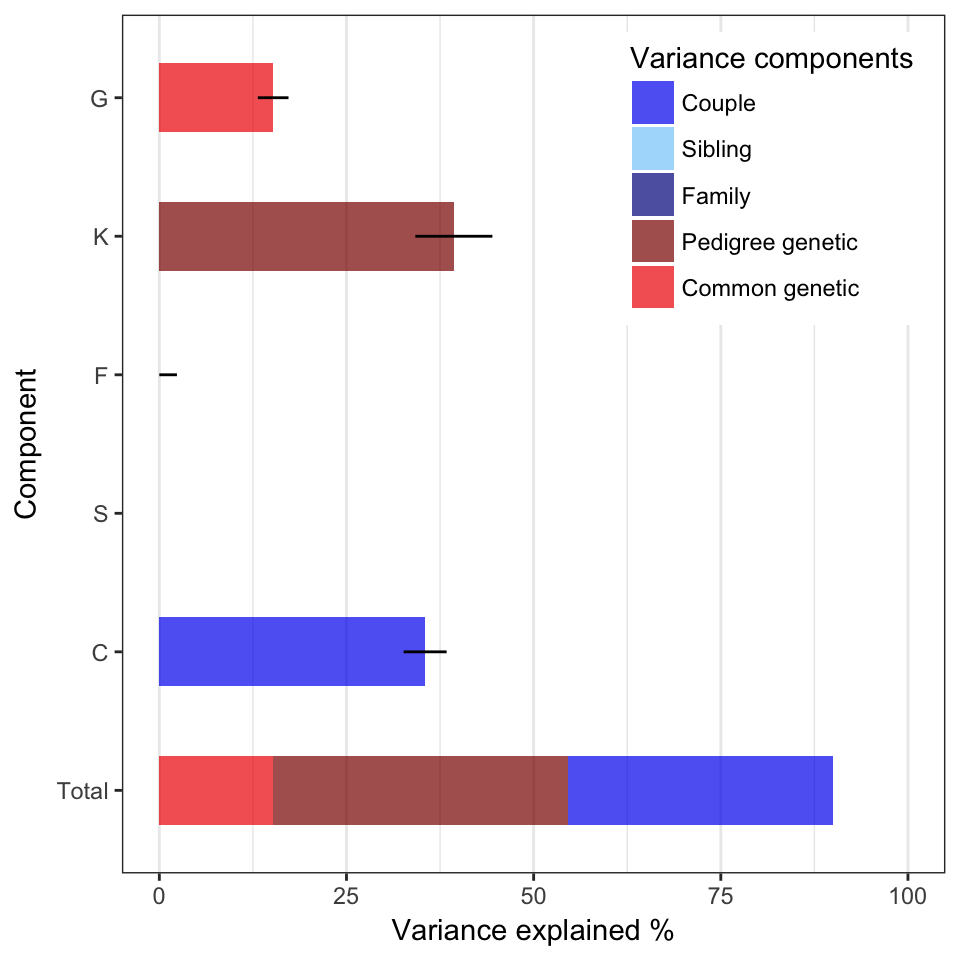 Variance components
Couple
Sibling
Family
Pedigree genetic
Common genetic
G
K
F
S
C
Total
Component
0 25 50 75 100
Variance explained %